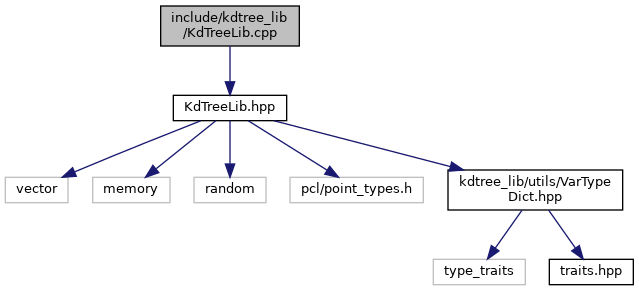 include/kdtree_lib
/KdTreeLib.cpp
KdTreeLib.hpp
vector
memory
random
pcl/point_types.h
kdtree_lib/utils/VarType
Dict.hpp
type_traits
traits.hpp